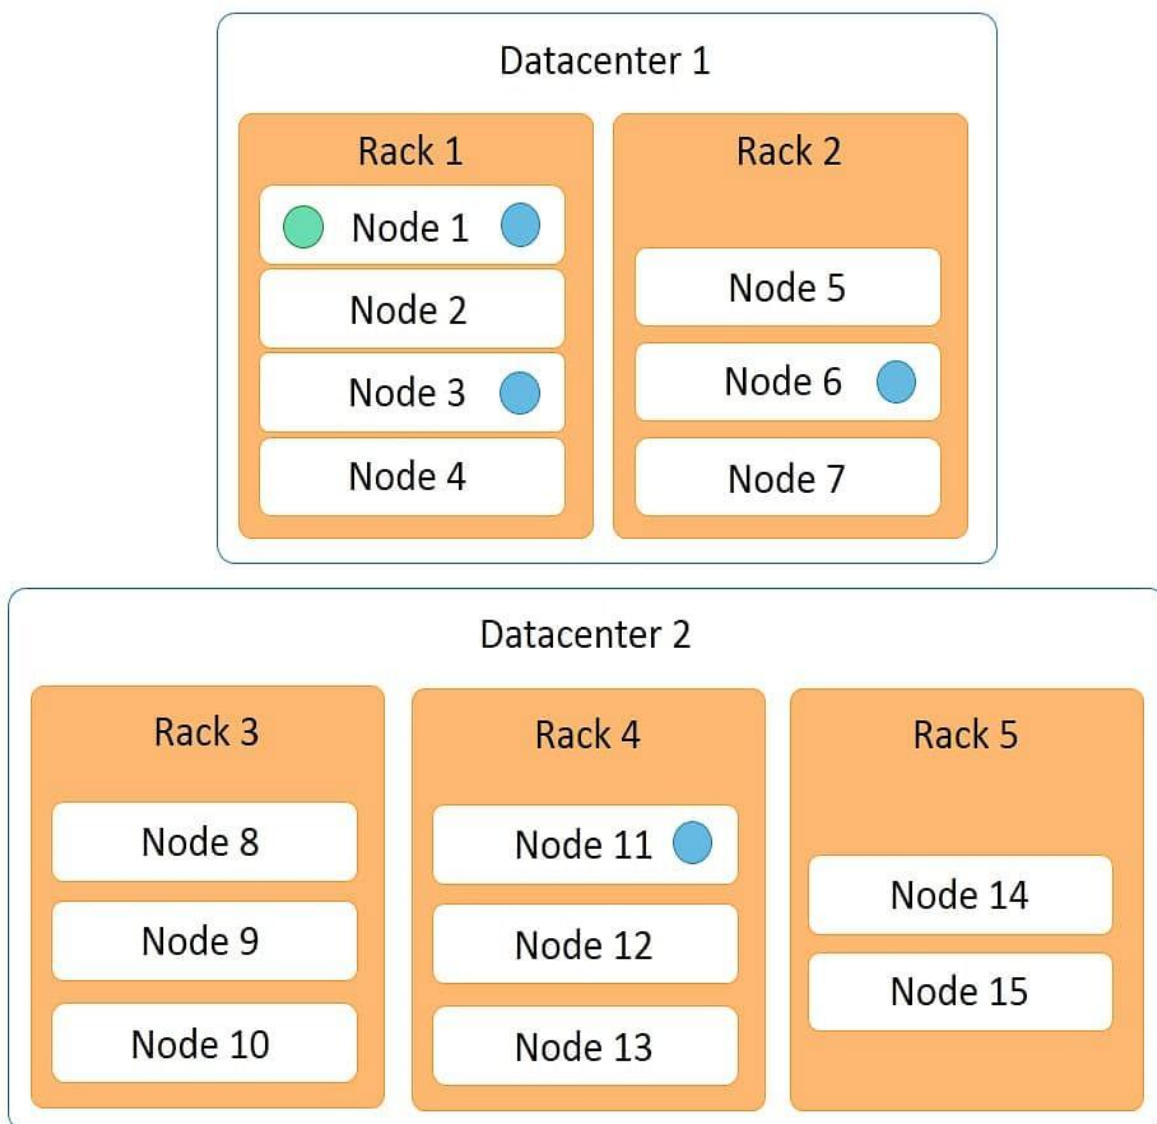 Datacenter 1
Rack 1
Node 1
Node 2
Node 3
Node 4
Rack 2
Node 5
Node 6
Node 7
Datacenter 2
Rack 3
Node 8
Node 9
Node 10
Rack 4
Node 11
Node 12
Node 13
Rack 5
Node 14
Node 15